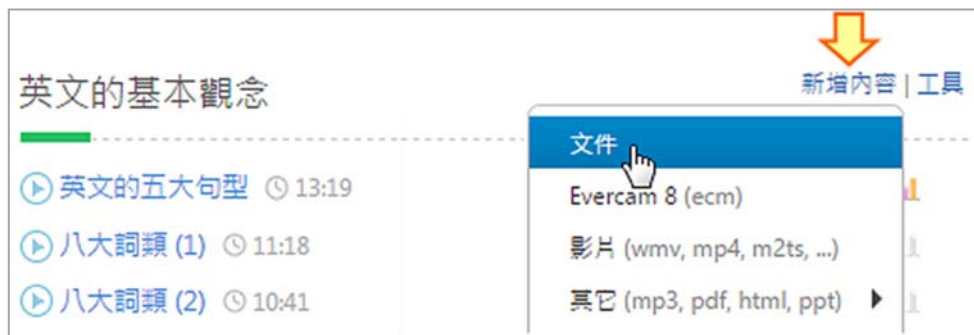 新增內容 | 工具
英文的基本觀念
文件
英文的五大句型 13:19
Evercam 8 (ecm)
八大詞類 (1) 11:18
影片 (wmv, mp4, m2ts, ...)
八大詞類 (2) 10:41
其它 (mp3, pdf, html, ppt)